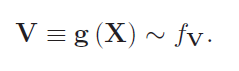 V ≡ g (X) ∼ f_V.